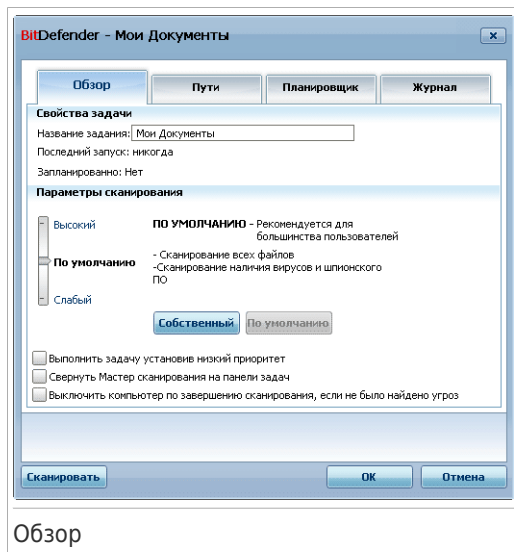 BitDefender - Мои Документы
Обзор
Пути
Планировщик
Журнал
Свойства задачи
Название задания: Мои Документы
Последний запуск: никогда
Запланированно: Нет
Параметры сканирования
Высокий
ПО УМОЛЧАНИЮ - Рекомендуется для
большинства пользователей
По умолчанию
- Сканирование всех файлов
-Сканирование наличия вирусов и шпионского
ПО
Слабый
Собственный
По умолчанию
Выполнить задачу установив низкий приоритет
Свернуть Мастер сканирования на панели задач
Выключить компьютер по завершению сканирования, если не было найдено угроз
Сканировать
OK
Отмена
Обзор